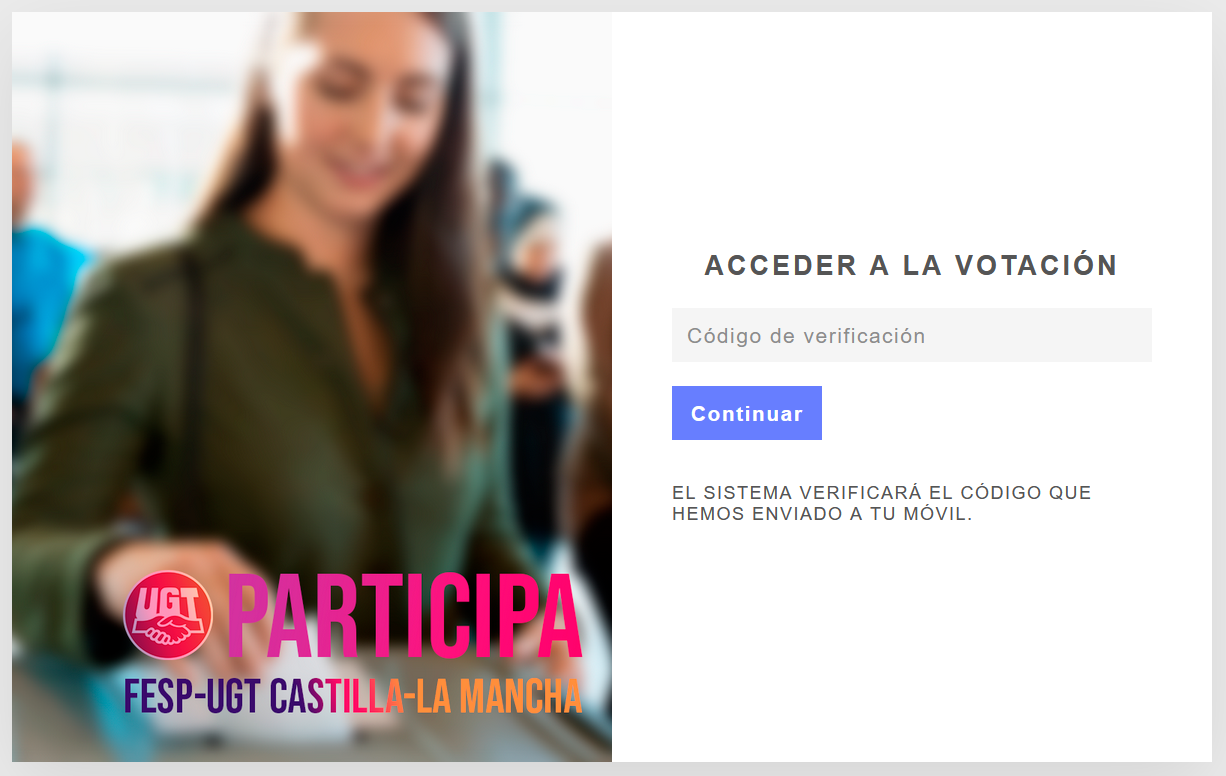 UGT PARTICIPA
FESP-UGT CASTILLA-LA MANCHA
ACCEDER A LA VOTACIÓN
Código de verificación
Continuar
EL SISTEMA VERIFICARÁ EL CÓDIGO QUE
HEMOS ENVIADO A TU MÓVIL.